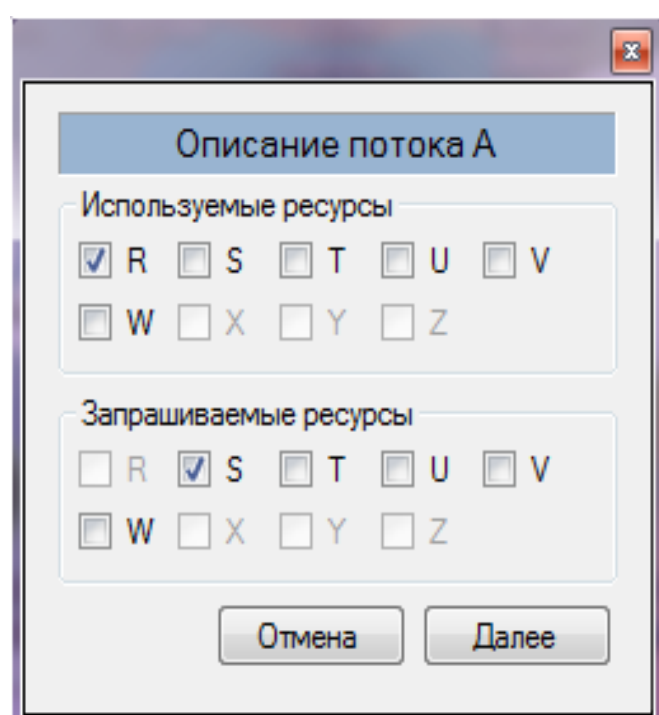 Описание потока А
Используемые ресурсы
R S T U V
W X Y Z
Запрашиваемые ресурсы
R S T U V
W X Y Z
Отмена Далее